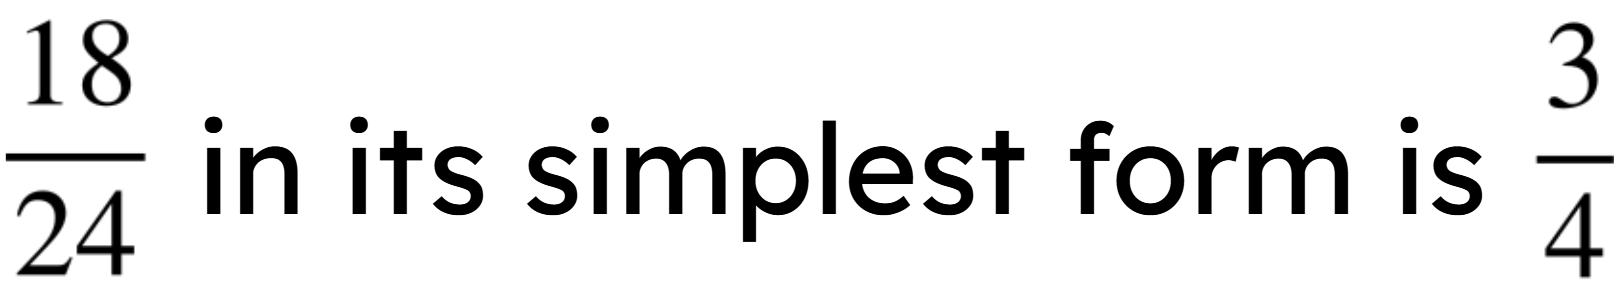 18/24 in its simplest form is 3/4